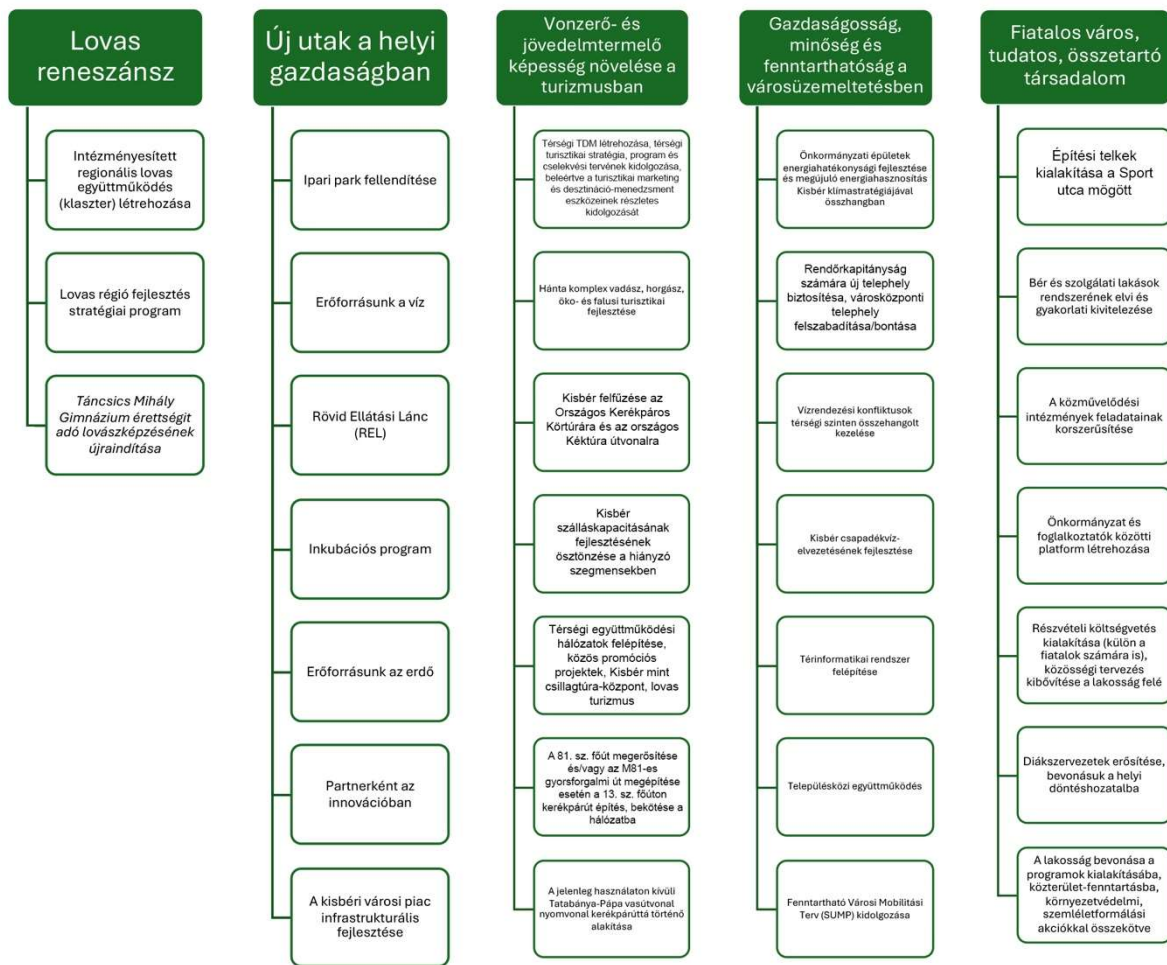 Lovas
reneszánsz
Intézményesített
regionális lovas
együttműködés
(klaszter) létrehozása
Lovas régió fejlesztés
stratégiai program
Táncsics Mihály
Gimnázium érettségit
adó lovászképzésének
újraindítása
Új utak a helyi
gazdaságban
Ipari park fellendítése
Erőforrásunk a víz
Rövid Ellátási Lánc
(REL)
Inkubációs program
Erőforrásunk az erdő
Partnerként az
innovációban
A kisbéri városi piac
infrastrukturális
fejlesztése
Vonzerő- és
jövedelmtermelő
képesség növelése a
turizmusban
Térségi TDM létrehozása, térségi
turisztikai stratégia, program és
cselekvési tervének kidolgozása,
beleértve a turisztikai marketing
és desztináció-menedzsment
eszközeinek részletes
kidolgozását
Hánta komplex vadász, horgász,
öko- és falusi turisztikai
fejlesztése
Kisbér felfűzése az
Országos Kerékpáros
Körtúrára és az országos
Kéktúra útvonalra
Kisbér
szálláskapacitásának
fejlesztésének
ösztönzése a hiányzó
szegmensekben
Térségi együttműködési
hálózatok felépítése,
közös promóciós
projektek, Kisbér mint
csillagtúra-központ, lovas
turizmus
A 81. sz. főút megerősítése
és/vagy az M81-es
gyorsforgalmi út megépítése
esetén a 13. sz. főúton
kerékpárút építés, bekötése a
hálózatba
A jelenleg használaton kívüli
Tatabánya-Pápa vasútvonal
nyomvonal kerékpárúttá történő
alakítása
Gazdaságosság,
minőség és
fenntarthatóság a
városüzemeltetésben
Önkormányzati épületek
energiahatékonysági fejlesztése
és megújuló energiahasznosítás
Kisbér klímastratégiájával
összhangban
Rendőrkapitányság
számára új telephely
biztosítésa, városközponti
telephely
felszabadítása/bontása
Vízrendezési konfliktusok
térségi szinten összehangolt
kezelése
Kisbér csapadékvíz-
elvezetésének fejlesztése
Térinformatikai rendszer
felépítése
Településközi együttműködés
Fenntartható Városi Mobilitási
Terv (SUMP) kidolgozása
Fiatalos város,
tudatos, összetartó
társadalom
Építési telkek
kialakítása a Sport
utca mögött
Bér és szolgálati lakások
rendszerének elvi és
gyakorlati kivitelezése
A közművelődési
intézmények feladatainak
korszerűsítése
Önkormányzat és
foglalkoztatók közötti
platform létrehozása
Részvételi költségvetés
kialakítása (külön a
fiatalok számára is),
közösségi tervezés
kibővítése a lakosság felé
Diákszervezetek erősítése,
bevonásuk a helyi
döntéshozatalba
A lakosság bevonása a
programok kialakításába,
közterület-fenntartásba,
környezetvédelmi,
szemléletformálási
akciókkal összekötve